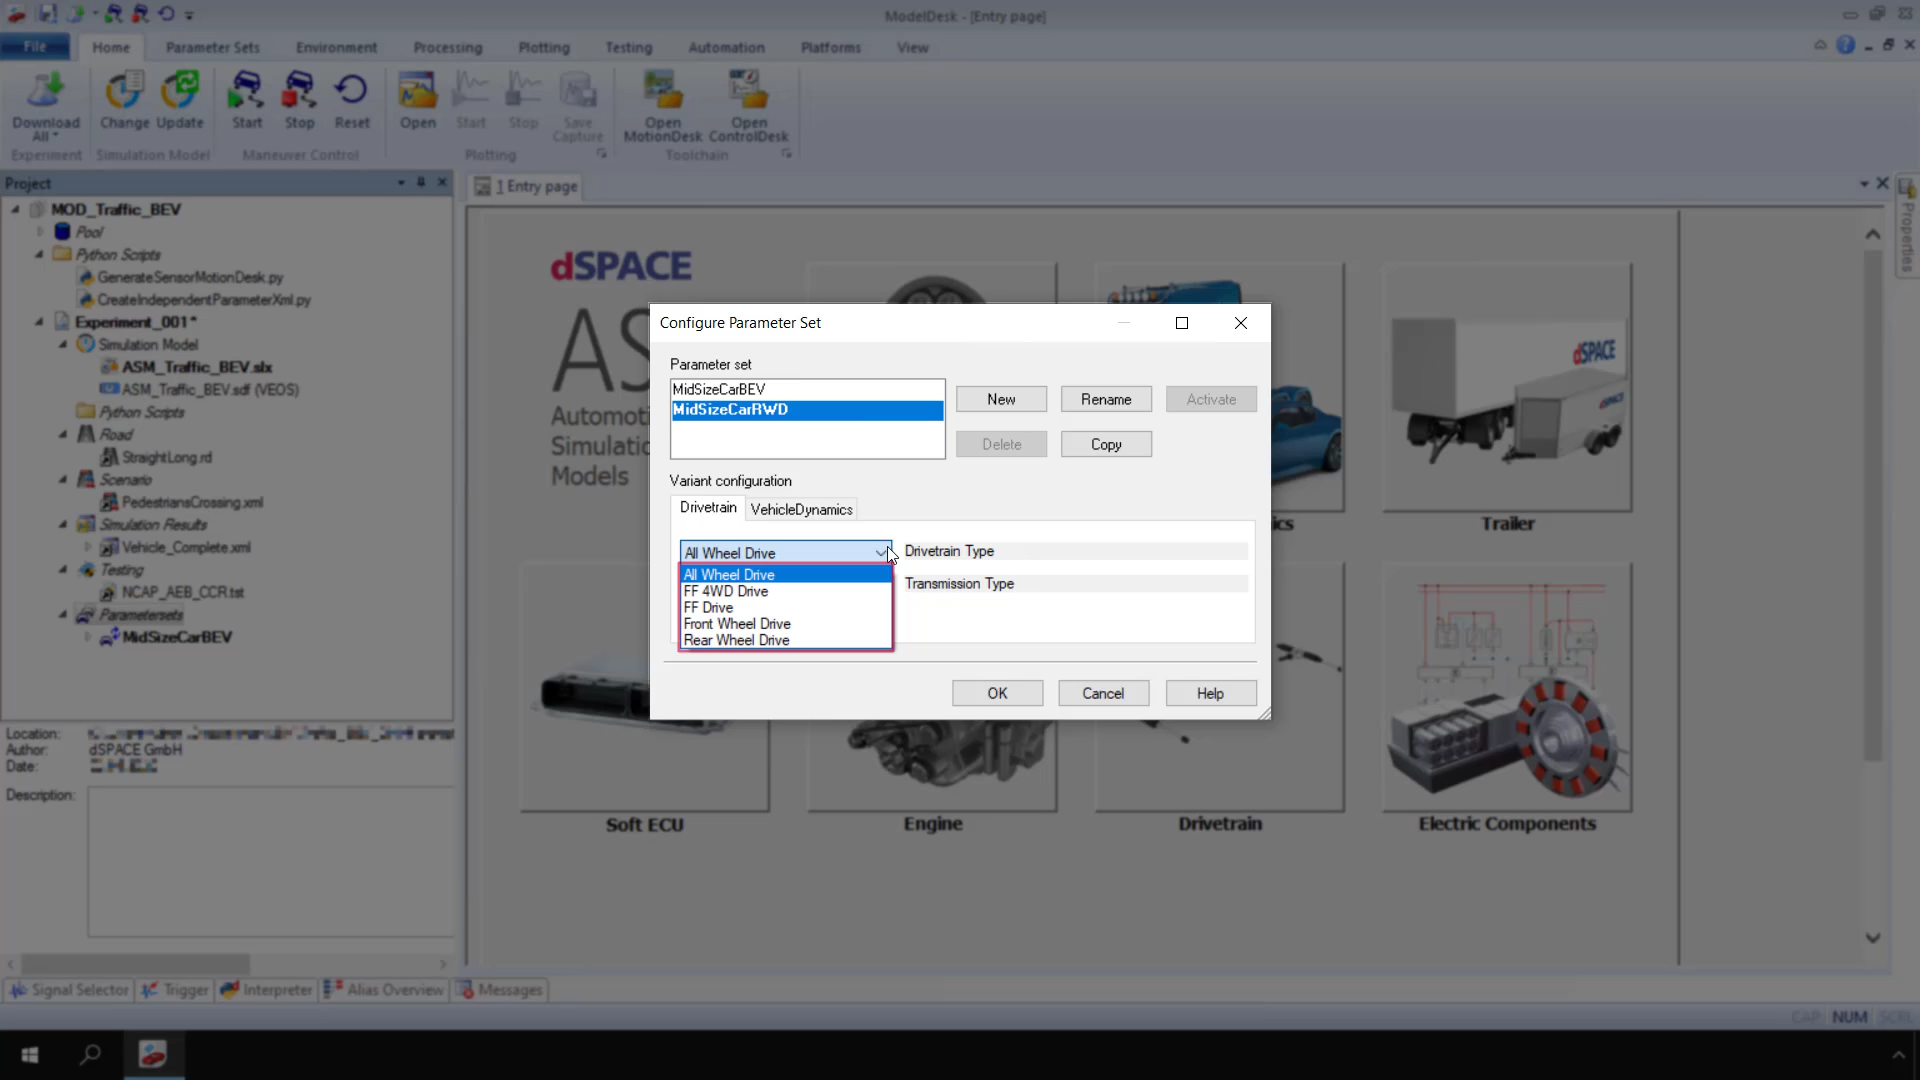 ModelDesk - [Entry page]
File Home Parameter Sets Environment Processing Plotting Testing Automation Platforms View
Download All Change Update Start Stop Reset Open Start Stop Save Capture Open MotionDesk Open ControlDesk
Experiment Simulation Model Maneuver Control Plotting Toolchain
Project
1 Entry page
Properties
MOD_Traffic_BEV
Pool
Python Scripts
GenerateSensorMotionDesk.py
CreateIndependentParameterXml.py
Experiment_001*
Simulation Model
ASM_Traffic_BEV.slx
ASM_Traffic_BEV.sdf (VEOS)
Python Scripts
Road
StraightLong.rd
Scenario
PedestriansCrossing.xml
Simulation Results
Vehicle_Complete.xml
Testing
NCAP_AEB_CCR.tst
Parametersets
MidSizeCarBEV
Location:
Author: dSPACE GmbH
Date:
Description:
dSPACE
AS
Automoti
Simulatic
Models
ics
dSPACE
Trailer
Soft ECU
Engine
Drivetrain
Electric Components
Configure Parameter Set
Parameter set
MidSizeCarBEV
MidSizeCarRWD
New Rename Activate
Delete Copy
Variant configuration
Drivetrain VehicleDynamics
All Wheel Drive Drivetrain Type
All Wheel Drive
Transmission Type
FF 4WD Drive
FF Drive
Front Wheel Drive
Rear Wheel Drive
OK Cancel Help
Signal Selector Trigger Interpreter Alias Overview Messages
CAP NUM SCRL